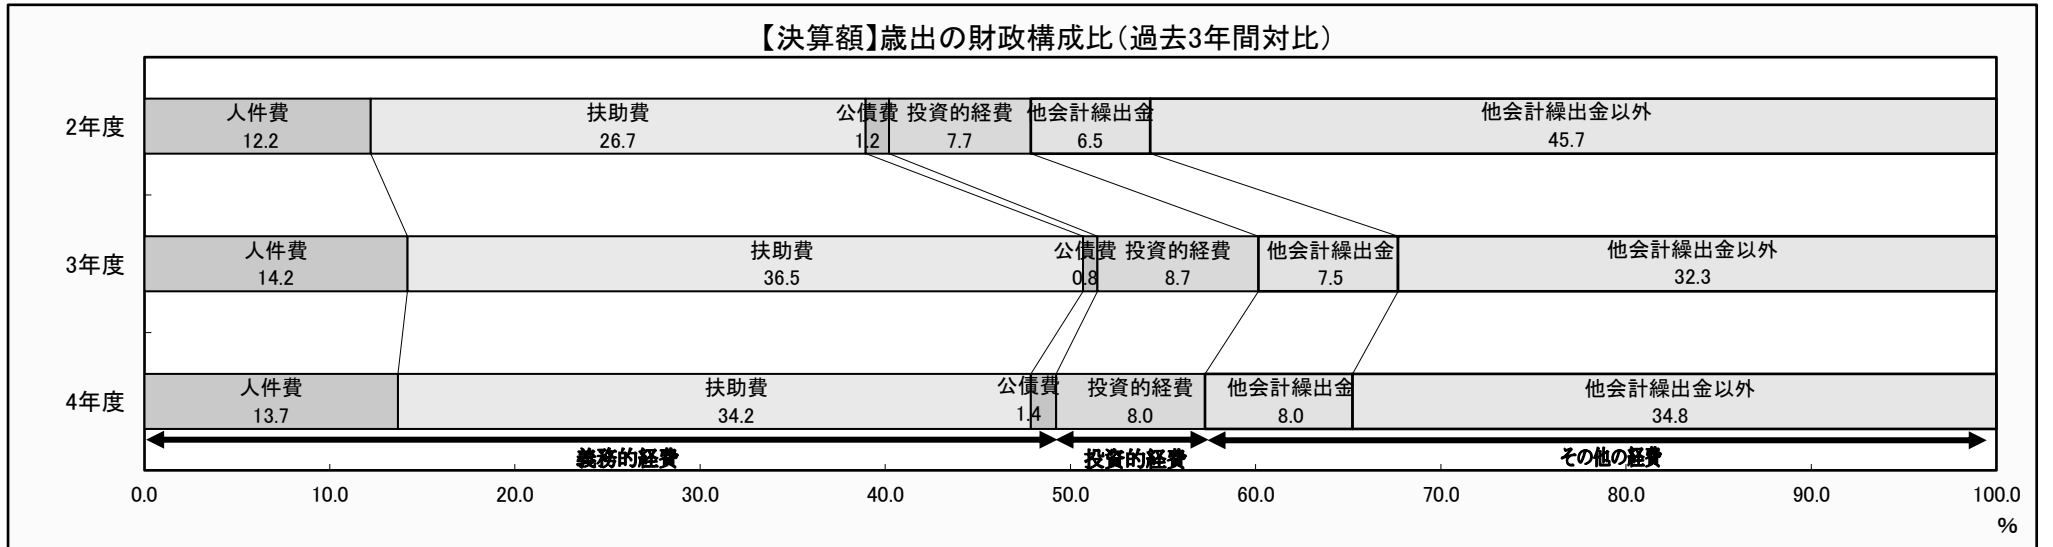 【決算額】歳出の財政構成比(過去3年間対比)
2年度
人件費 扶助費 公債費 投資的経費 他会計繰出金 他会計繰出金以外
12.2 26.7 1.2 7.7 6.5 45.7
3年度
人件費 扶助費 公債費 投資的経費 他会計繰出金 他会計繰出金以外
14.2 36.5 0.8 8.7 7.5 32.3
4年度
人件費 扶助費 公債費 投資的経費 他会計繰出金 他会計繰出金以外
13.7 34.2 1.4 8.0 8.0 34.8
義務的経費 投資的経費 その他の経費
0.0 10.0 20.0 30.0 40.0 50.0 60.0 70.0 80.0 90.0 100.0
%